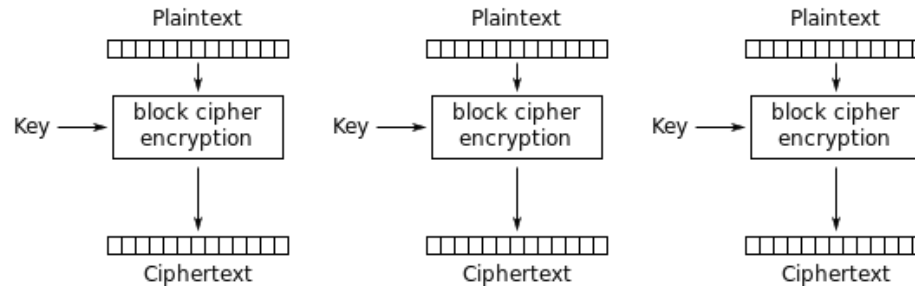 Plaintext Plaintext Plaintext
Key block cipher encryption Key block cipher encryption Key block cipher encryption
Ciphertext Ciphertext Ciphertext